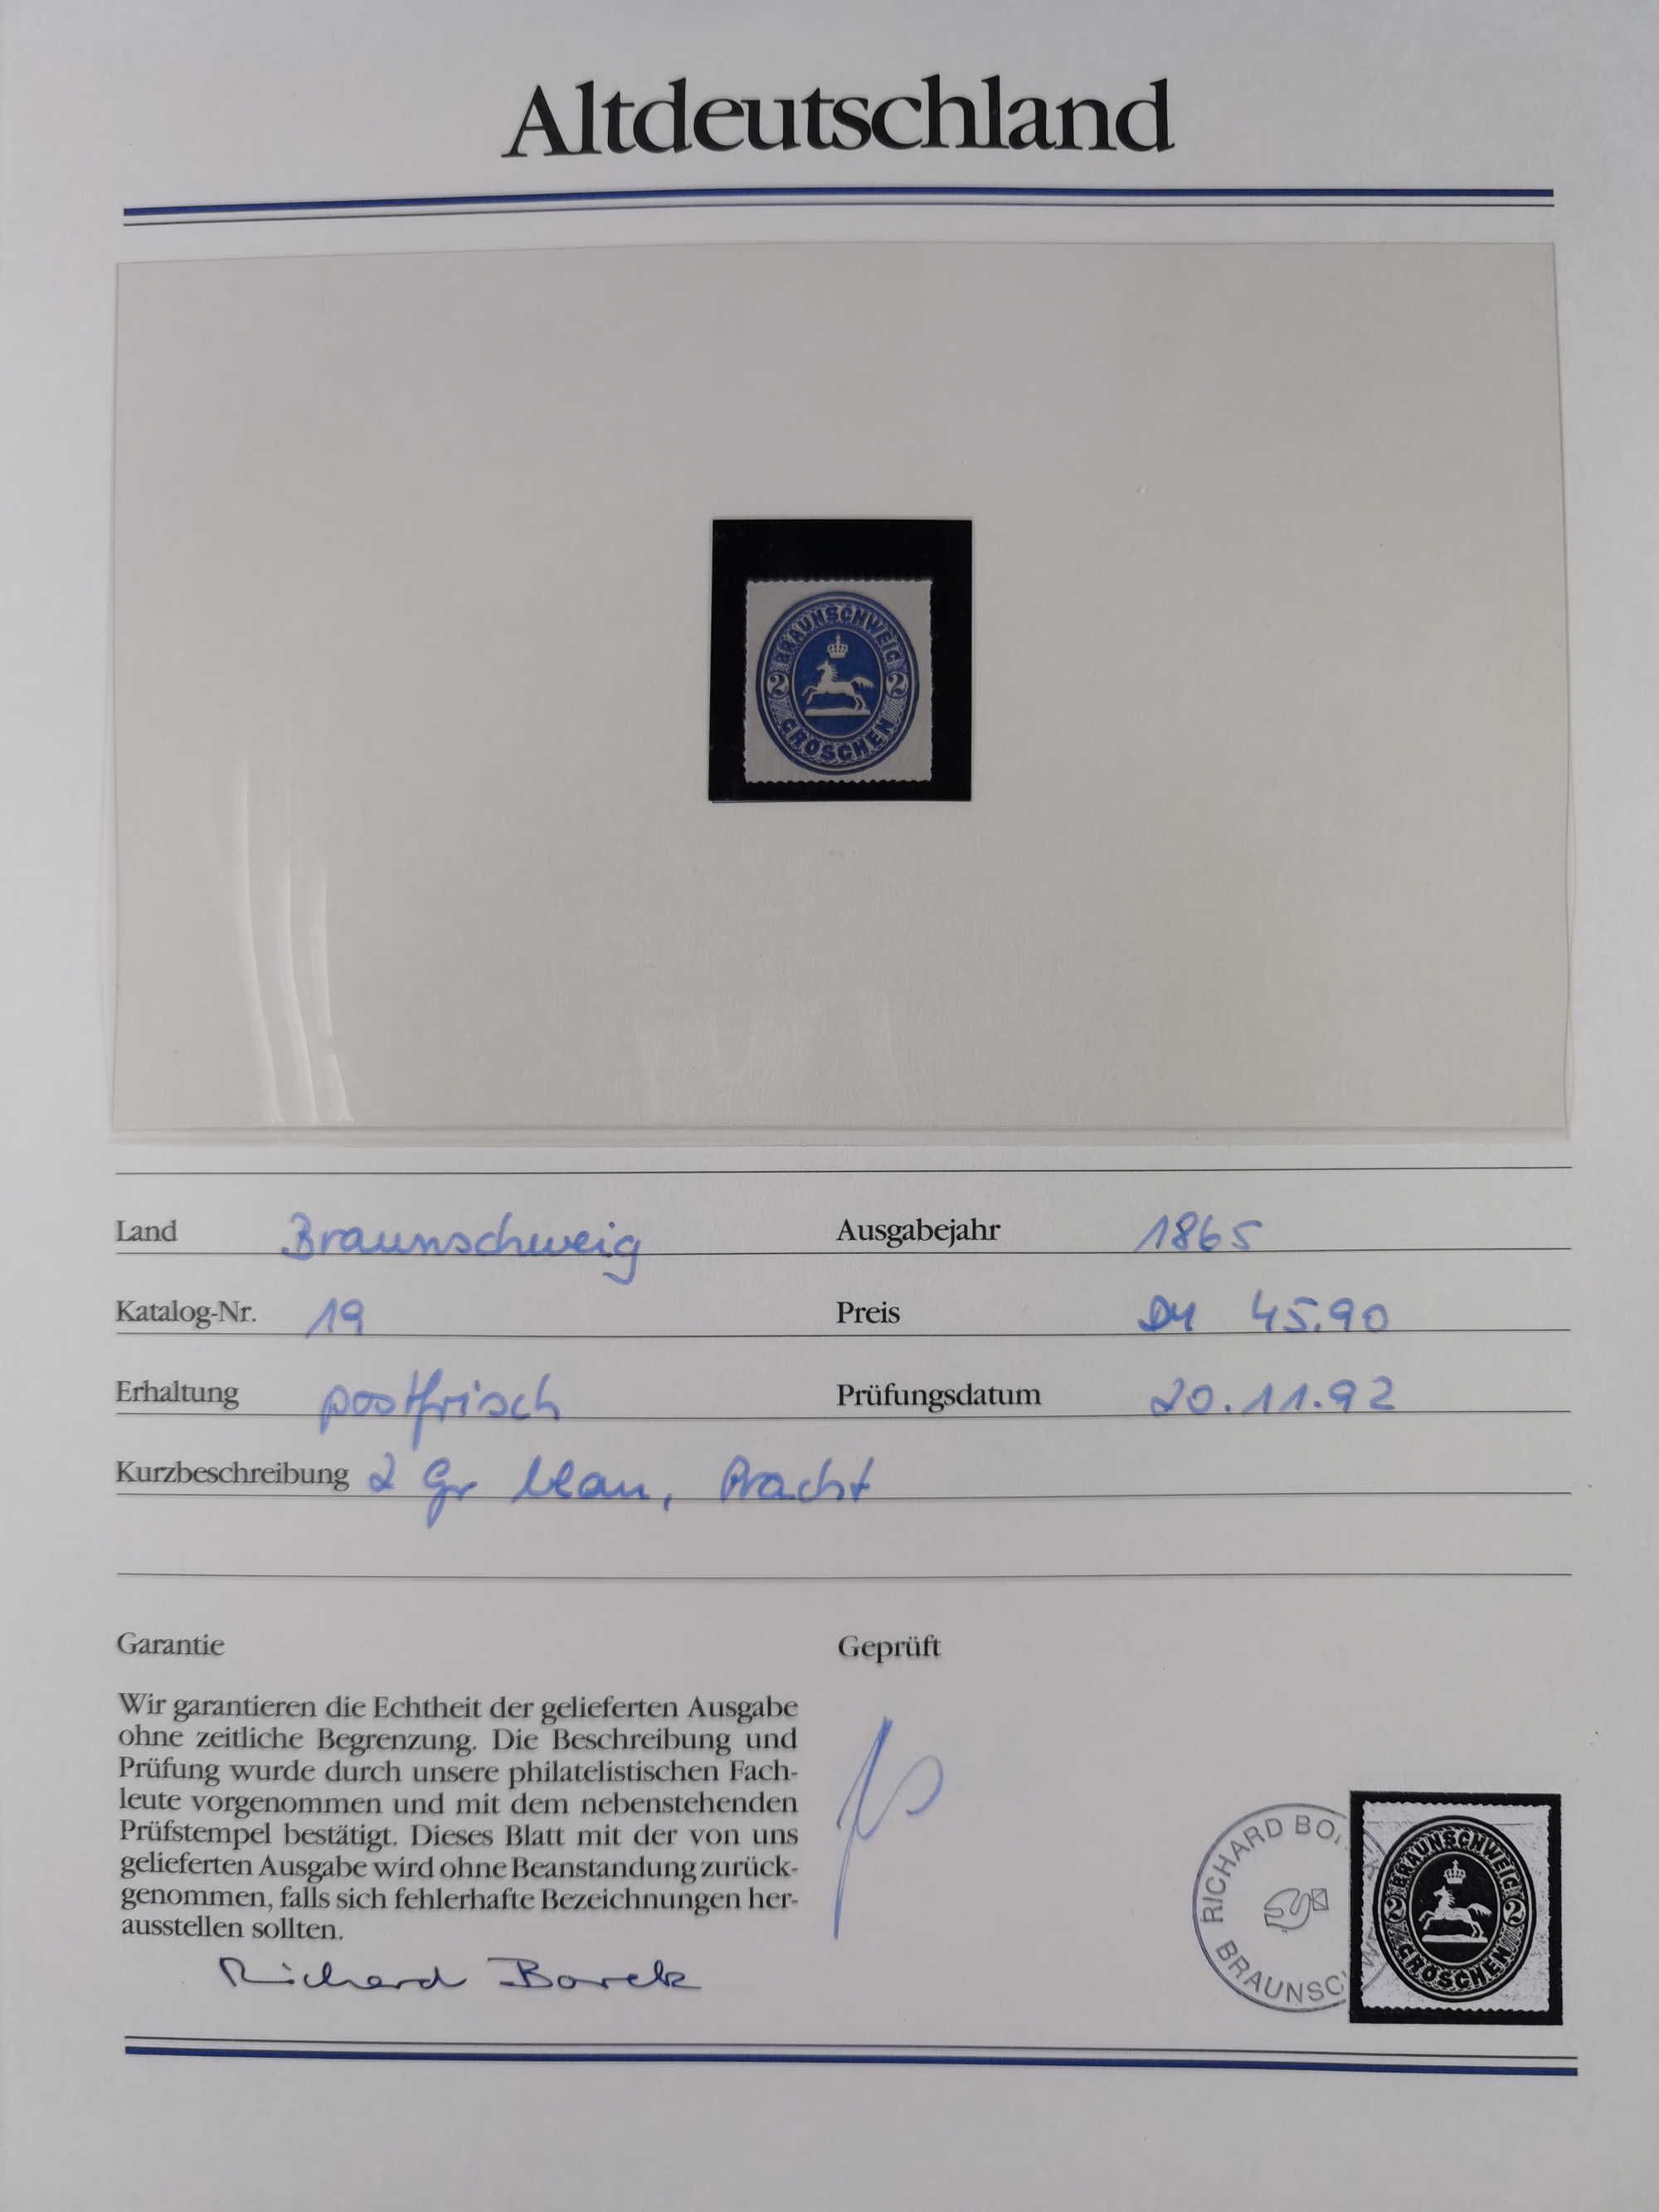 Altdeutschland
BRAUNSCHWEIG
2 2
GROSCHEN
Land Braunschweig Ausgabejahr 1865
Katalog-Nr. 19 Preis DM 45.90
Erhaltung postfrisch Prüfungsdatum 20.11.92
Kurzbeschreibung 2 Gr blau, Pracht
Garantie Geprüft
Wir garantieren die Echtheit der gelieferten Ausgabe
ohne zeitliche Begrenzung. Die Beschreibung und
Prüfung wurde durch unsere philatelistischen Fach-
leute vorgenommen und mit dem nebenstehenden
Prüfstempel bestätigt. Dieses Blatt mit der von uns
gelieferten Ausgabe wird ohne Beanstandung zurück-
genommen, falls sich fehlerhafte Bezeichnungen her-
ausstellen sollten.
Richard Borek
RICHARD BO
BRAUNSC
BRAUNSCHWEIG
2 2
GROSCHEN